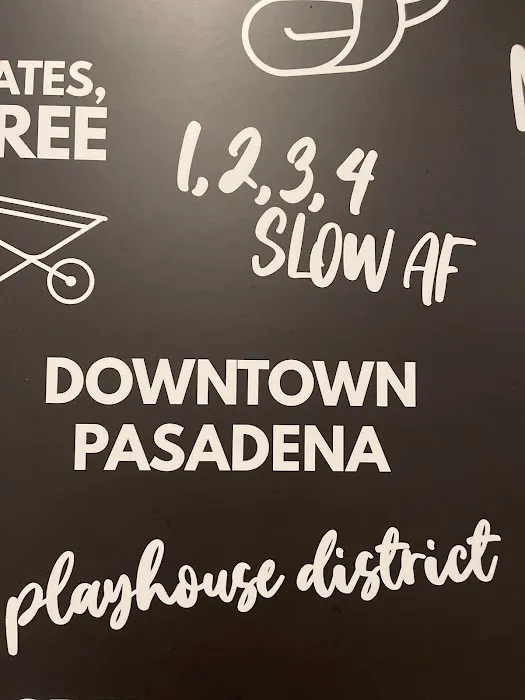 ATES,
REE
1,2,3,4
SLOW AF
DOWNTOWN
PASADENA
playhouse district